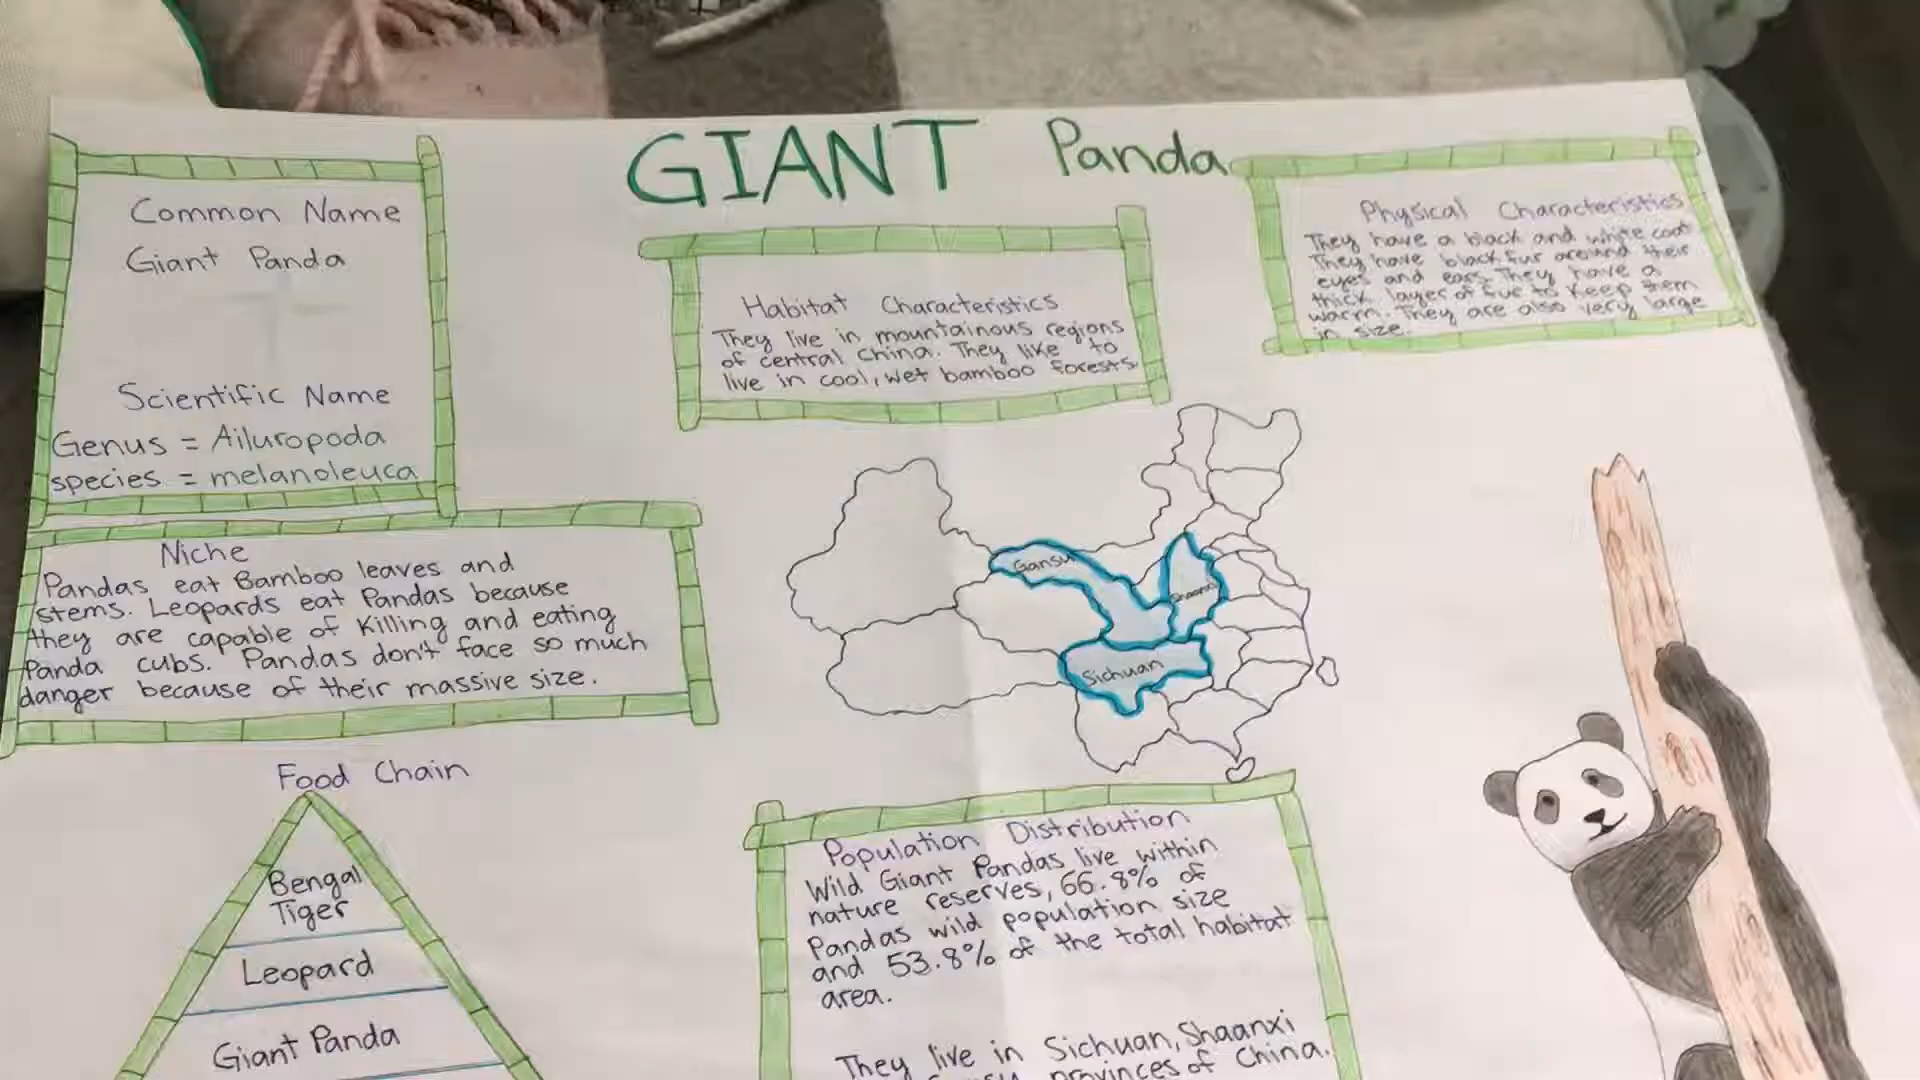 GIANT Panda
Common Name
Giant Panda
Scientific Name
Genus = Ailuropoda
species = melanoleuca
Habitat Characteristics
They live in mountainous regions
of central China. They like to
live in cool, wet bamboo forests.
Physical Characteristics
They have a black and white coat
They have black fur around their
eyes and ears. They have a
thick layer of fur to keep them
warm. They are also very large
in size.
Niche
Pandas eat Bamboo leaves and
stems. Leopards eat Pandas because
they are capable of killing and eating
Panda cubs. Pandas don't face so much
danger because of their massive size.
Gansu
Shaanxi
Sichuan
Food Chain
Bengal
Tiger
Leopard
Giant Panda
Population Distribution
Wild Giant Pandas live within
nature reserves, 66.8% of
Pandas wild population size
and 53.8% of the total habitat
area.
They live in Sichuan, Shaanxi
provinces of China.